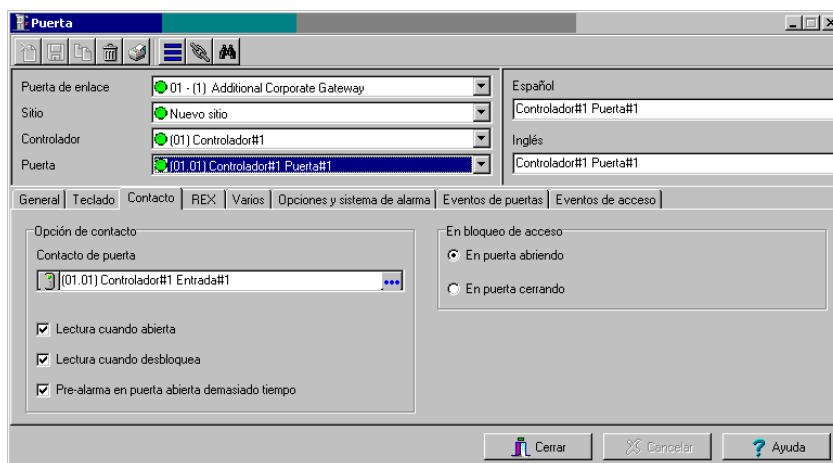 Puerta
Puerta de enlace
01 - (1) Additional Corporate Gateway
Sitio
Nuevo sitio
Controlador
(01) Controlador#1
Puerta
(01.01) Controlador#1 Puerta#1
Español
Controlador#1 Puerta#1
Inglés
Controlador#1 Puerta#1
General Teclado Contacto REX Varios Opciones y sistema de alarma Eventos de puertas Eventos de acceso
Opción de contacto
Contacto de puerta
(01.01) Controlador#1 Entrada#1
Lectura cuando abierta
Lectura cuando desbloquea
Pre-alarma en puerta abierta demasiado tiempo
En bloqueo de acceso
En puerta abriendo
En puerta cerrando
Cerrar Cancelar Ayuda